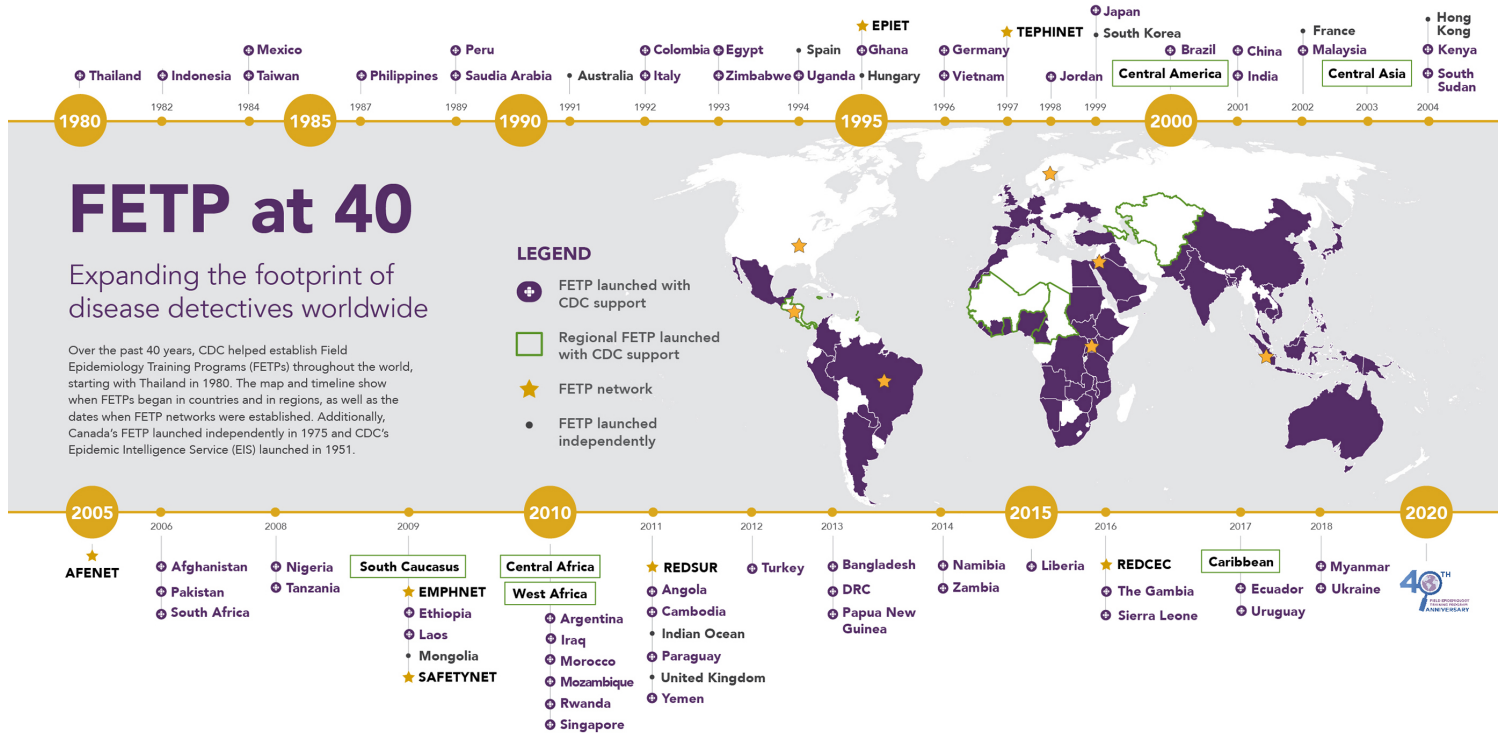 Thailand
1980
Indonesia
1982
Mexico
Taiwan
1984
1985
Philippines
1987
Peru
Saudia Arabia
1989
1990
Australia
1991
Colombia
Italy
1992
Egypt
Zimbabwe
1993
Spain
Uganda
1994
EPIET
Ghana
Hungary
1995
Germany
Vietnam
1996
TEPHINET
1997
Jordan
1998
Japan
South Korea
1999
Brazil
Central America
2000
China
India
2001
France
Malaysia
2002
Central Asia
2003
Hong
Kong
Kenya
South
Sudan
2004
FETP at 40
Expanding the footprint of
disease detectives worldwide
Over the past 40 years, CDC helped establish Field
Epidemiology Training Programs (FETPs) throughout the world,
starting with Thailand in 1980. The map and timeline show
when FETPs began in countries and in regions, as well as the
dates when FETP networks were established. Additionally,
Canada's FETP launched independently in 1975 and CDC's
Epidemic Intelligence Service (EIS) launched in 1951.
LEGEND
FETP launched with
CDC support
Regional FETP launched
with CDC support
FETP network
FETP launched
independently
2005
AFENET
2006
Afghanistan
Pakistan
South Africa
2008
Nigeria
Tanzania
2009
South Caucasus
EMPHNET
Ethiopia
Laos
Mongolia
SAFETYNET
2010
Central Africa
West Africa
Argentina
Iraq
Morocco
Mozambique
Rwanda
Singapore
2011
REDSUR
Angola
Cambodia
Indian Ocean
Paraguay
United Kingdom
Yemen
2012
Turkey
2013
Bangladesh
DRC
Papua New
Guinea
2014
Namibia
Zambia
2015
Liberia
2016
REDCEC
The Gambia
Sierra Leone
2017
Caribbean
Ecuador
Uruguay
2018
Myanmar
Ukraine
2020
40TH
FIELD EPIDEMIOLOGY
TRAINING PROGRAM
ANNIVERSARY